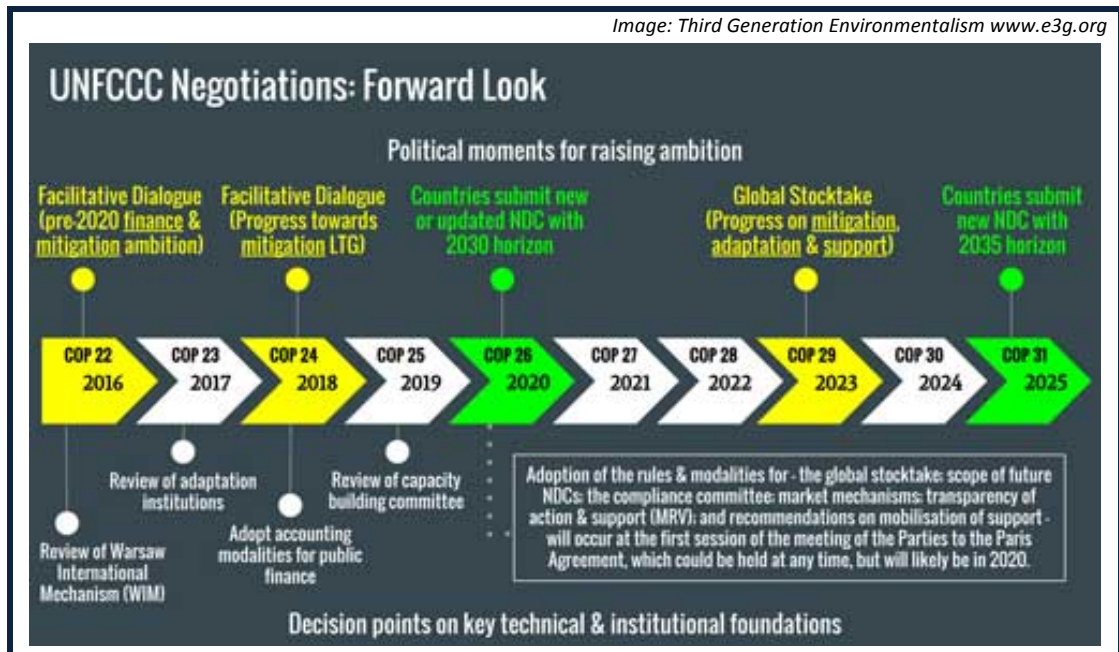 Image: Third Generation Environmentalism www.e3g.org
UNFCCC Negotiations: Forward Look
Political moments for raising ambition
Facilitative Dialogue
(pre-2020 finance &
mitigation ambition)
Facilitative Dialogue
(Progress towards
mitigation LTG)
Countries submit new
or updated NDC with
2030 horizon
Global Stocktake
(Progress on mitigation,
adaptation & support)
Countries submit
new NDC with
2035 horizon
COP 22
2016
COP 23
2017
COP 24
2018
COP 25
2019
COP 26
2020
COP 27
2021
COP 28
2022
COP 29
2023
COP 30
2024
COP 31
2025
Review of Warsaw
International
Mechanism (WIM)
Review of adaptation
institutions
Adopt accounting
modalities for public
finance
Review of capacity
building committee
Adoption of the rules & modalities for - the global stocktake; scope of future
NDCs; the compliance committee; market mechanisms; transparency of
action & support (MRV); and recommendations on mobilisation of support -
will occur at the first session of the meeting of the Parties to the Paris
Agreement, which could be held at any time, but will likely be in 2020.
Decision points on key technical & institutional foundations